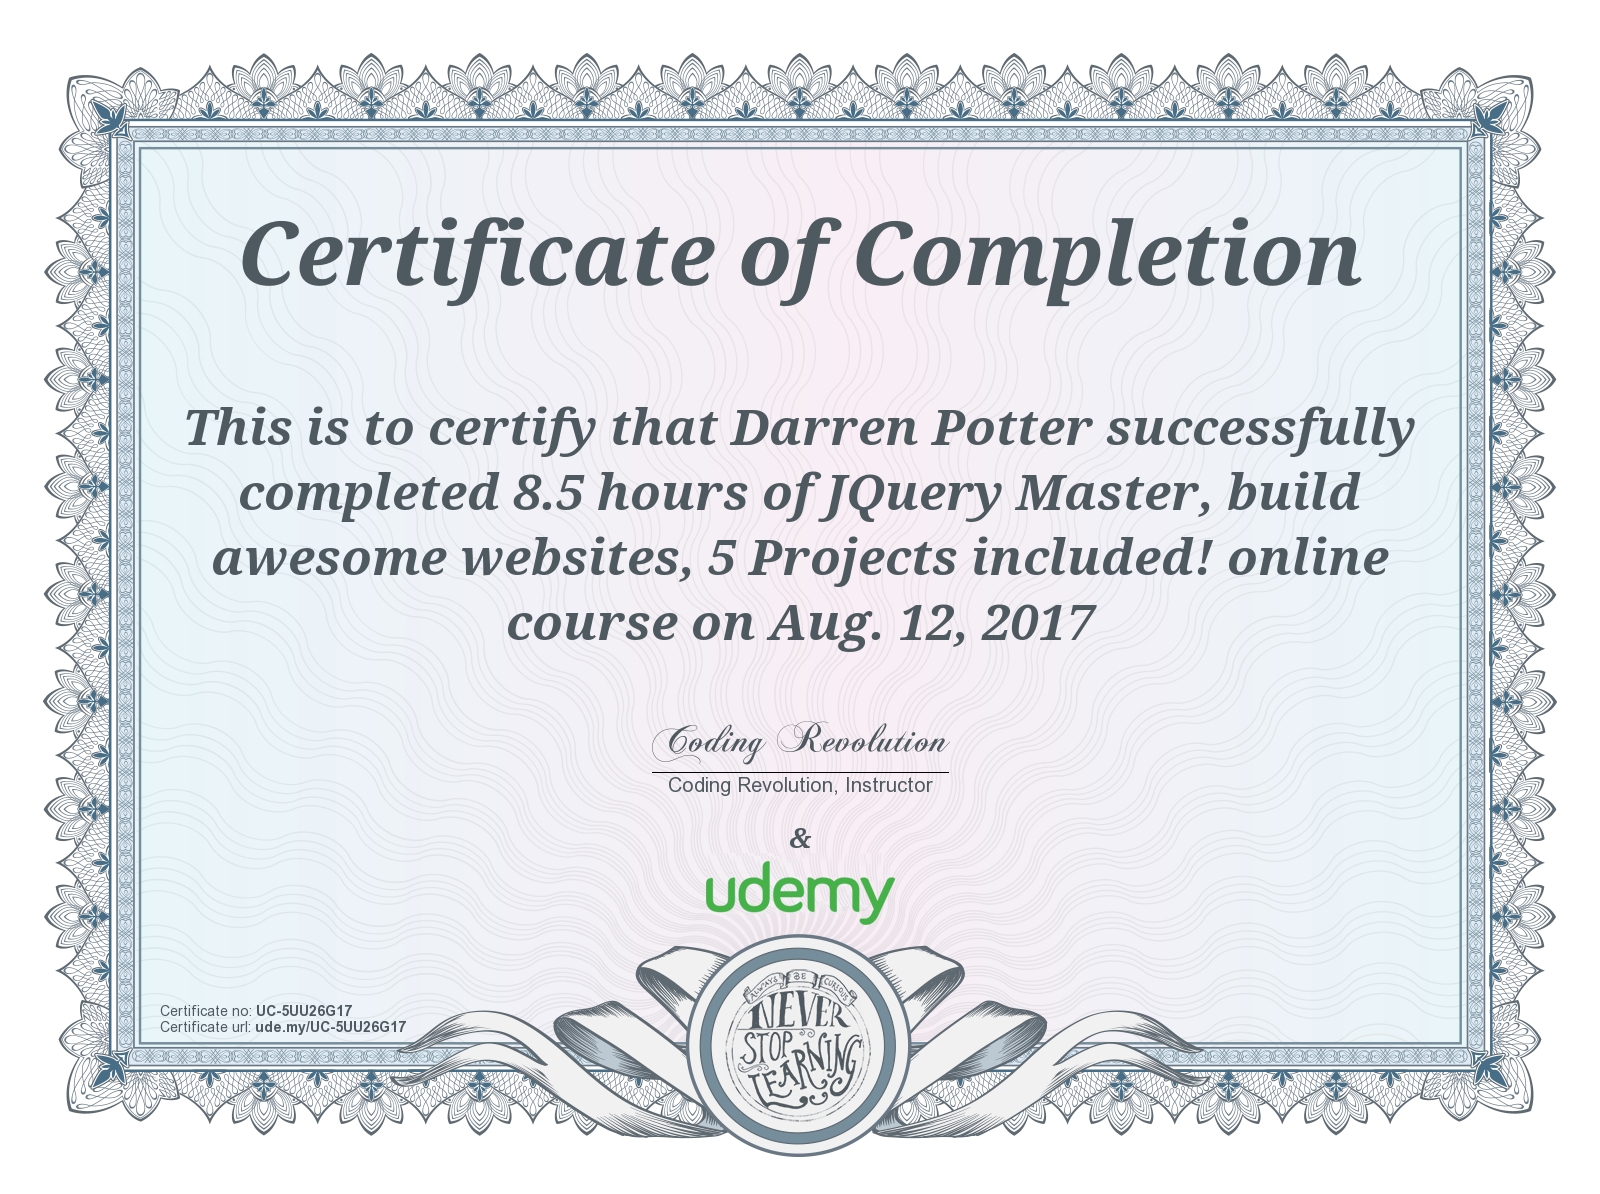 Certificate of Completion
This is to certify that Darren Potter successfully
completed 8.5 hours of JQuery Master, build
awesome websites, 5 Projects included! online
course on Aug. 12, 2017
Coding Revolution
Coding Revolution, Instructor
&
udemy
Certificate no: UC-5UU26G17
Certificate url: ude.my/UC-5UU26G17
ALWAYS BE CURIOUS
NEVER
STOP
LEARNING